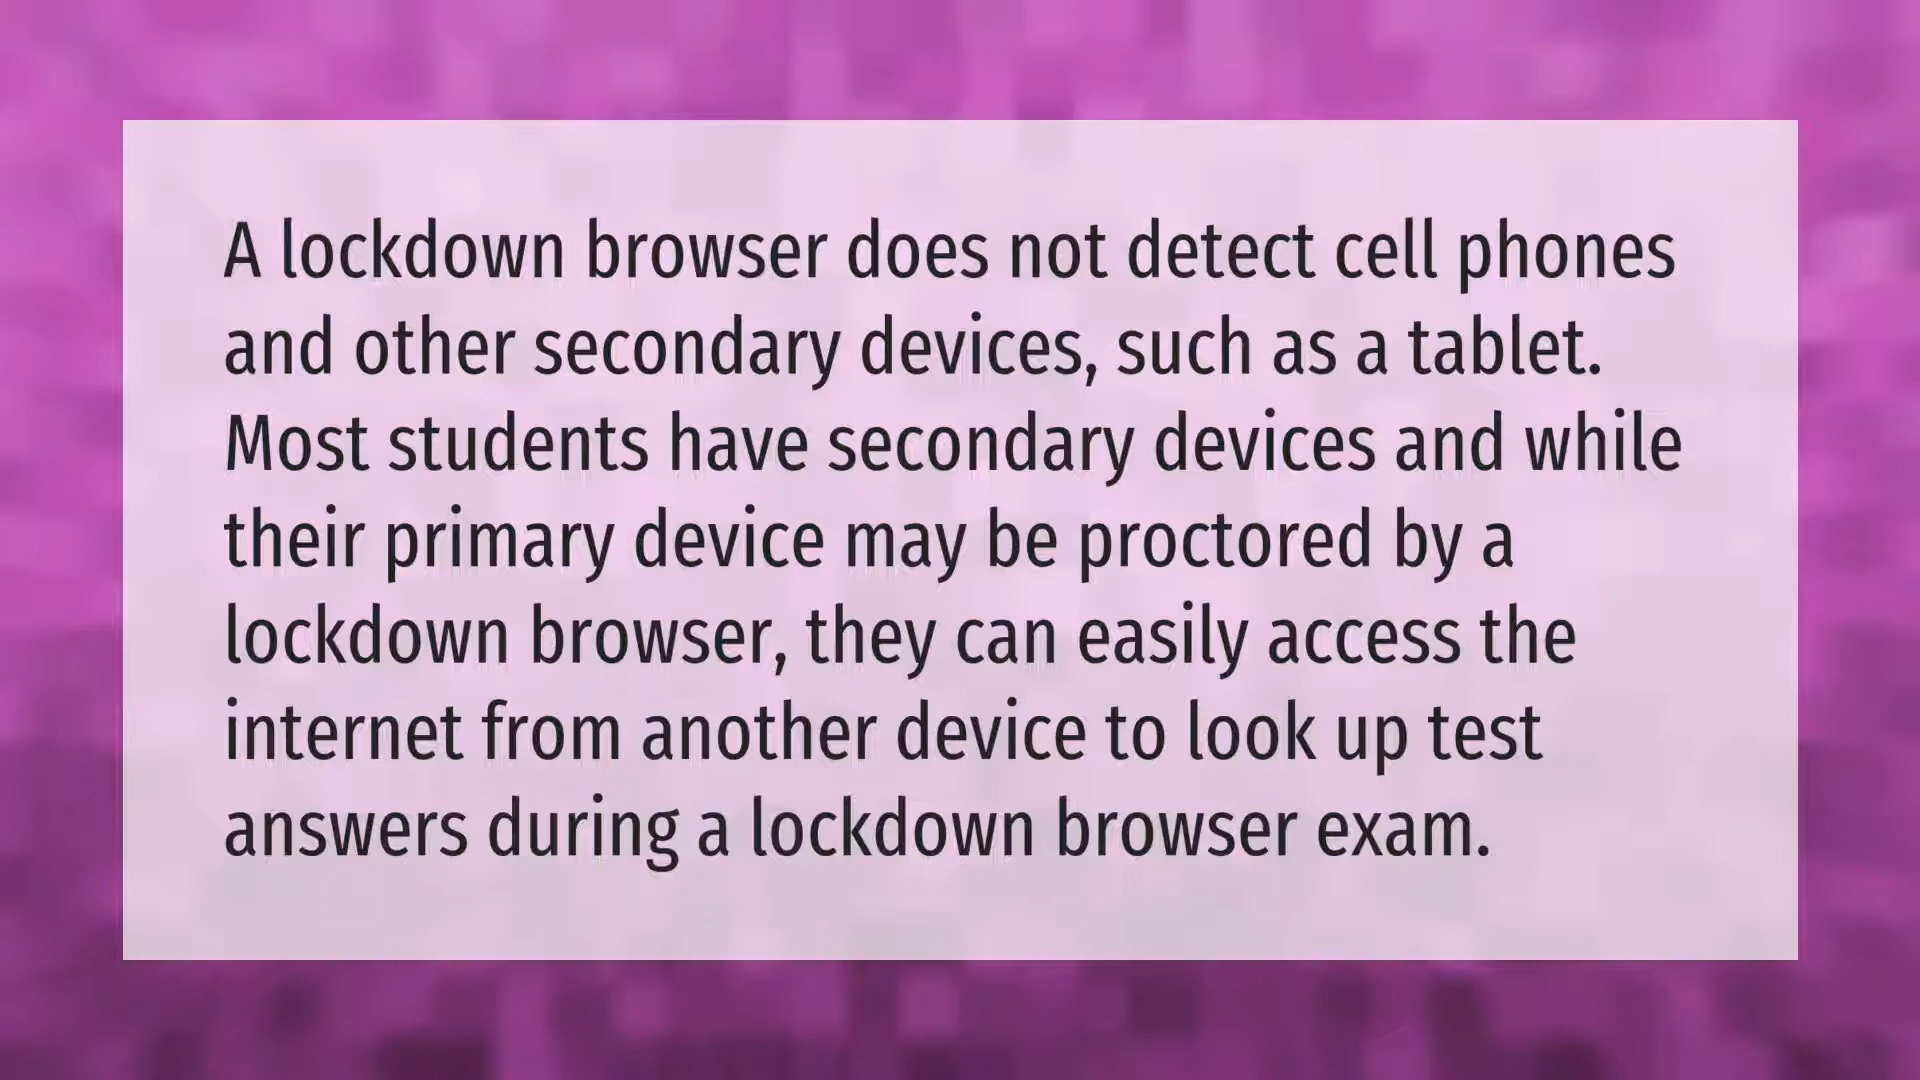 A lockdown browser does not detect cell phones
and other secondary devices, such as a tablet.
Most students have secondary devices and while
their primary device may be proctored by a
lockdown browser, they can easily access the
internet from another device to look up test
answers during a lockdown browser exam.